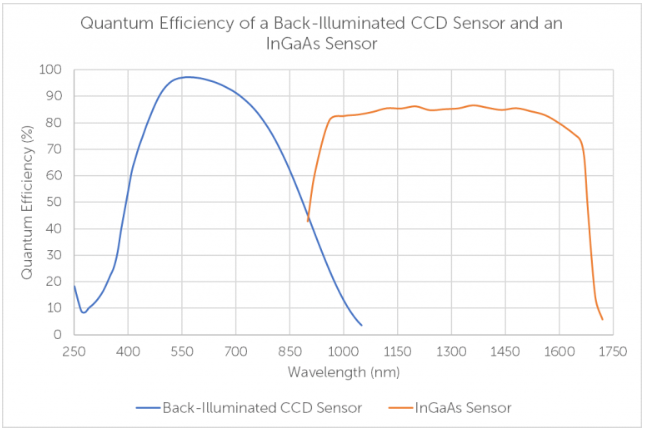 Quantum Efficiency of a Back-Illuminated CCD Sensor and an
InGaAs Sensor
100
90
80
70
60
50
40
30
20
10
0
Quantum Efficiency (%)
250 400 550 700 850 1000 1150 1300 1450 1600 1750
Wavelength (nm)
Back-Illuminated CCD Sensor InGaAs Sensor